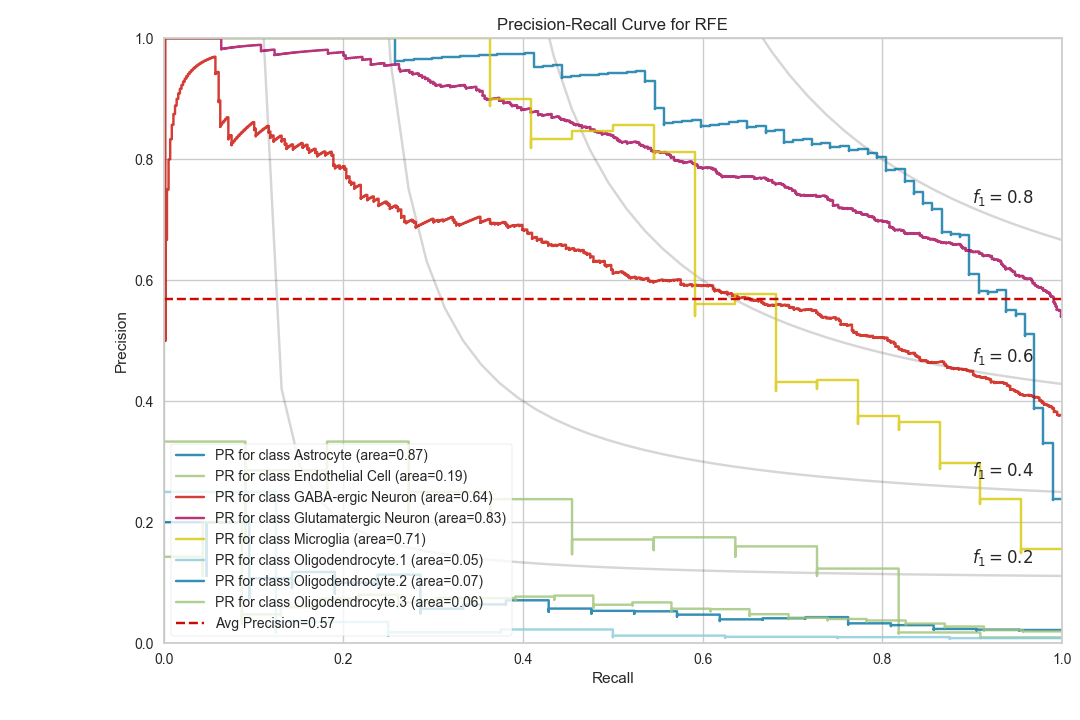 Precision-Recall Curve for RFE
1.0
0.8
0.6
0.4
0.2
0.0
Precision
f1 = 0.8
f1 = 0.6
f1 = 0.4
f1 = 0.2
PR for class Astrocyte (area=0.87)
PR for class Endothelial Cell (area=0.19)
PR for class GABA-ergic Neuron (area=0.64)
PR for class Glutamatergic Neuron (area=0.83)
PR for class Microglia (area=0.71)
PR for class Oligodendrocyte.1 (area=0.05)
PR for class Oligodendrocyte.2 (area=0.07)
PR for class Oligodendrocyte.3 (area=0.06)
Avg Precision=0.57
0.0 0.2 0.4 0.6 0.8 1.0
Recall